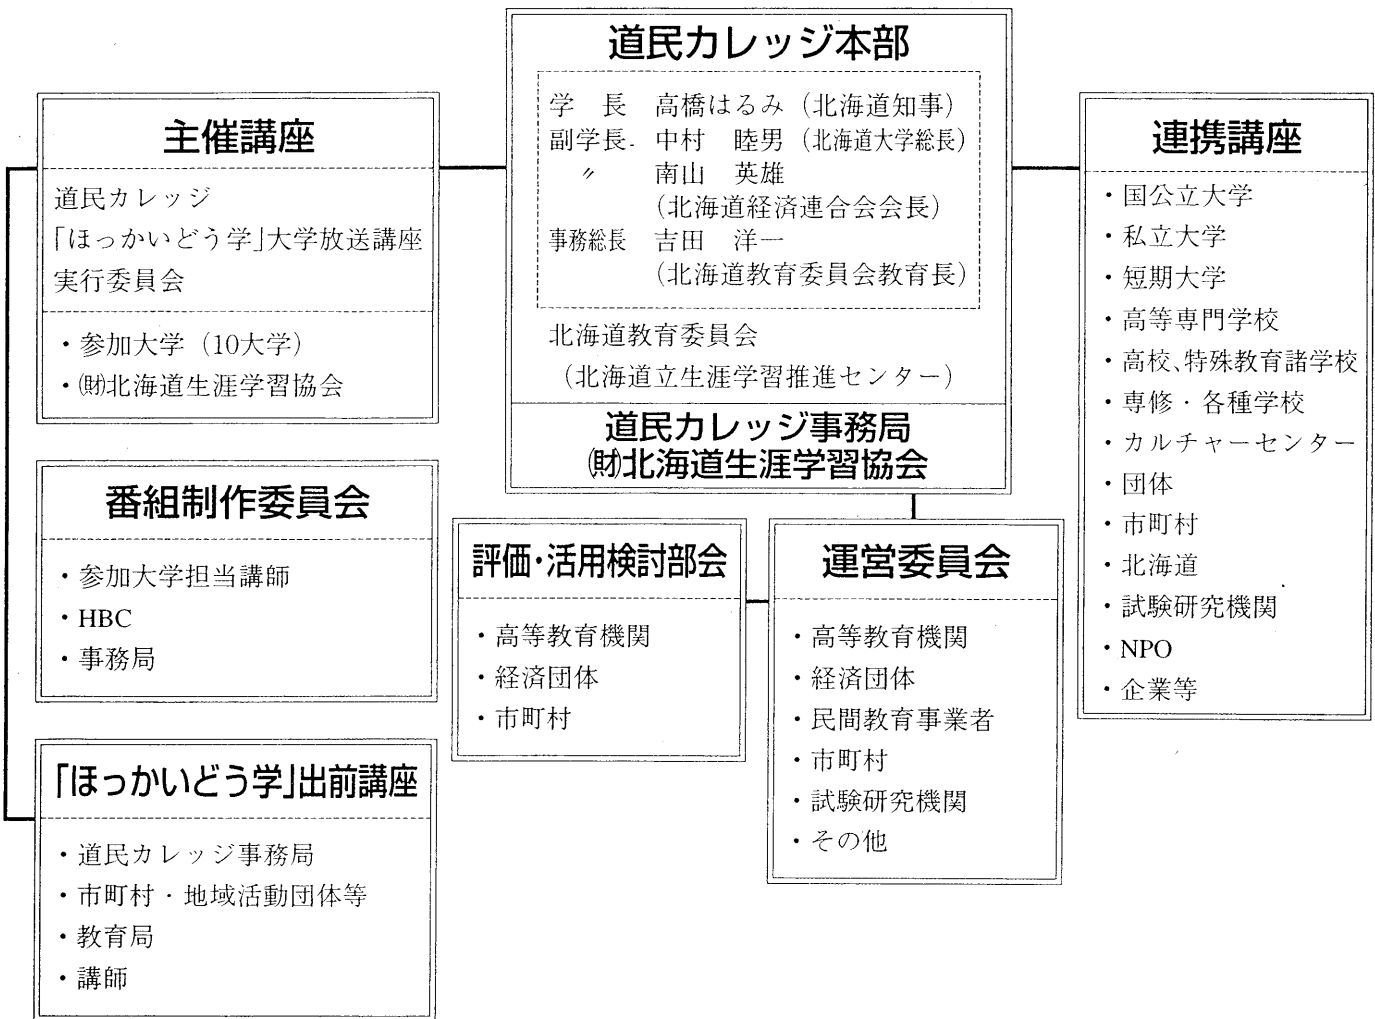 道民カレッジ本部
学 長 高橋はるみ (北海道知事)
副学長 中村 睦男 (北海道大学総長)
〃 南山 英雄
(北海道経済連合会会長)
事務総長 吉田 洋一
(北海道教育委員会教育長)
北海道教育委員会
(北海道立生涯学習推進センター)
道民カレッジ事務局
㈶北海道生涯学習協会
主催講座
道民カレッジ
「ほっかいどう学」大学放送講座
実行委員会
・参加大学 (10大学)
・㈶北海道生涯学習協会
番組制作委員会
・参加大学担当講師
・HBC
・事務局
「ほっかいどう学」出前講座
・道民カレッジ事務局
・市町村・地域活動団体等
・教育局
・講師
評価・活用検討部会
・高等教育機関
・経済団体
・市町村
運営委員会
・高等教育機関
・経済団体
・民間教育事業者
・市町村
・試験研究機関
・その他
連携講座
・国公立大学
・私立大学
・短期大学
・高等専門学校
・高校、特殊教育諸学校
・専修・各種学校
・カルチャーセンター
・団体
・市町村
・北海道
・試験研究機関
・NPO
・企業等